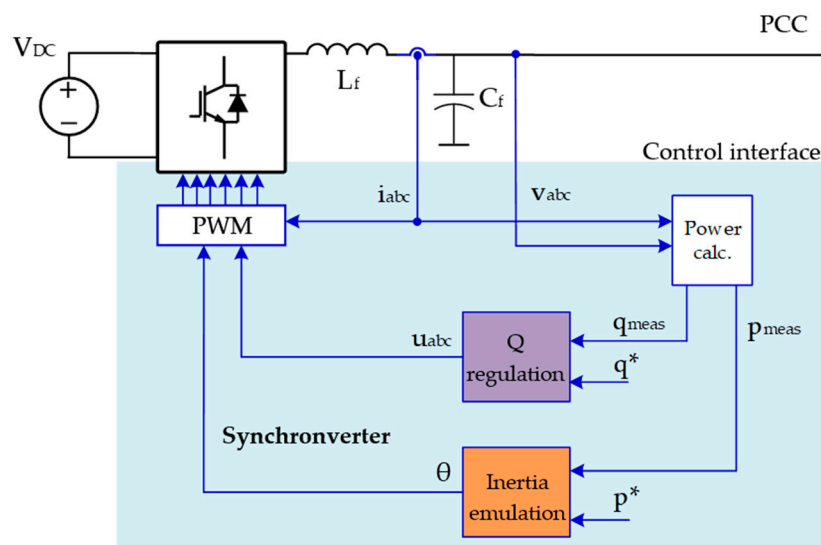 PCC
VDC
Lf
Cf
Control interface
iabc
vabc
PWM
Power
calc.
qmeas
pmeas
uabc
Q
regulation
q*
Synchronverter
θ
Inertia
emulation
p*